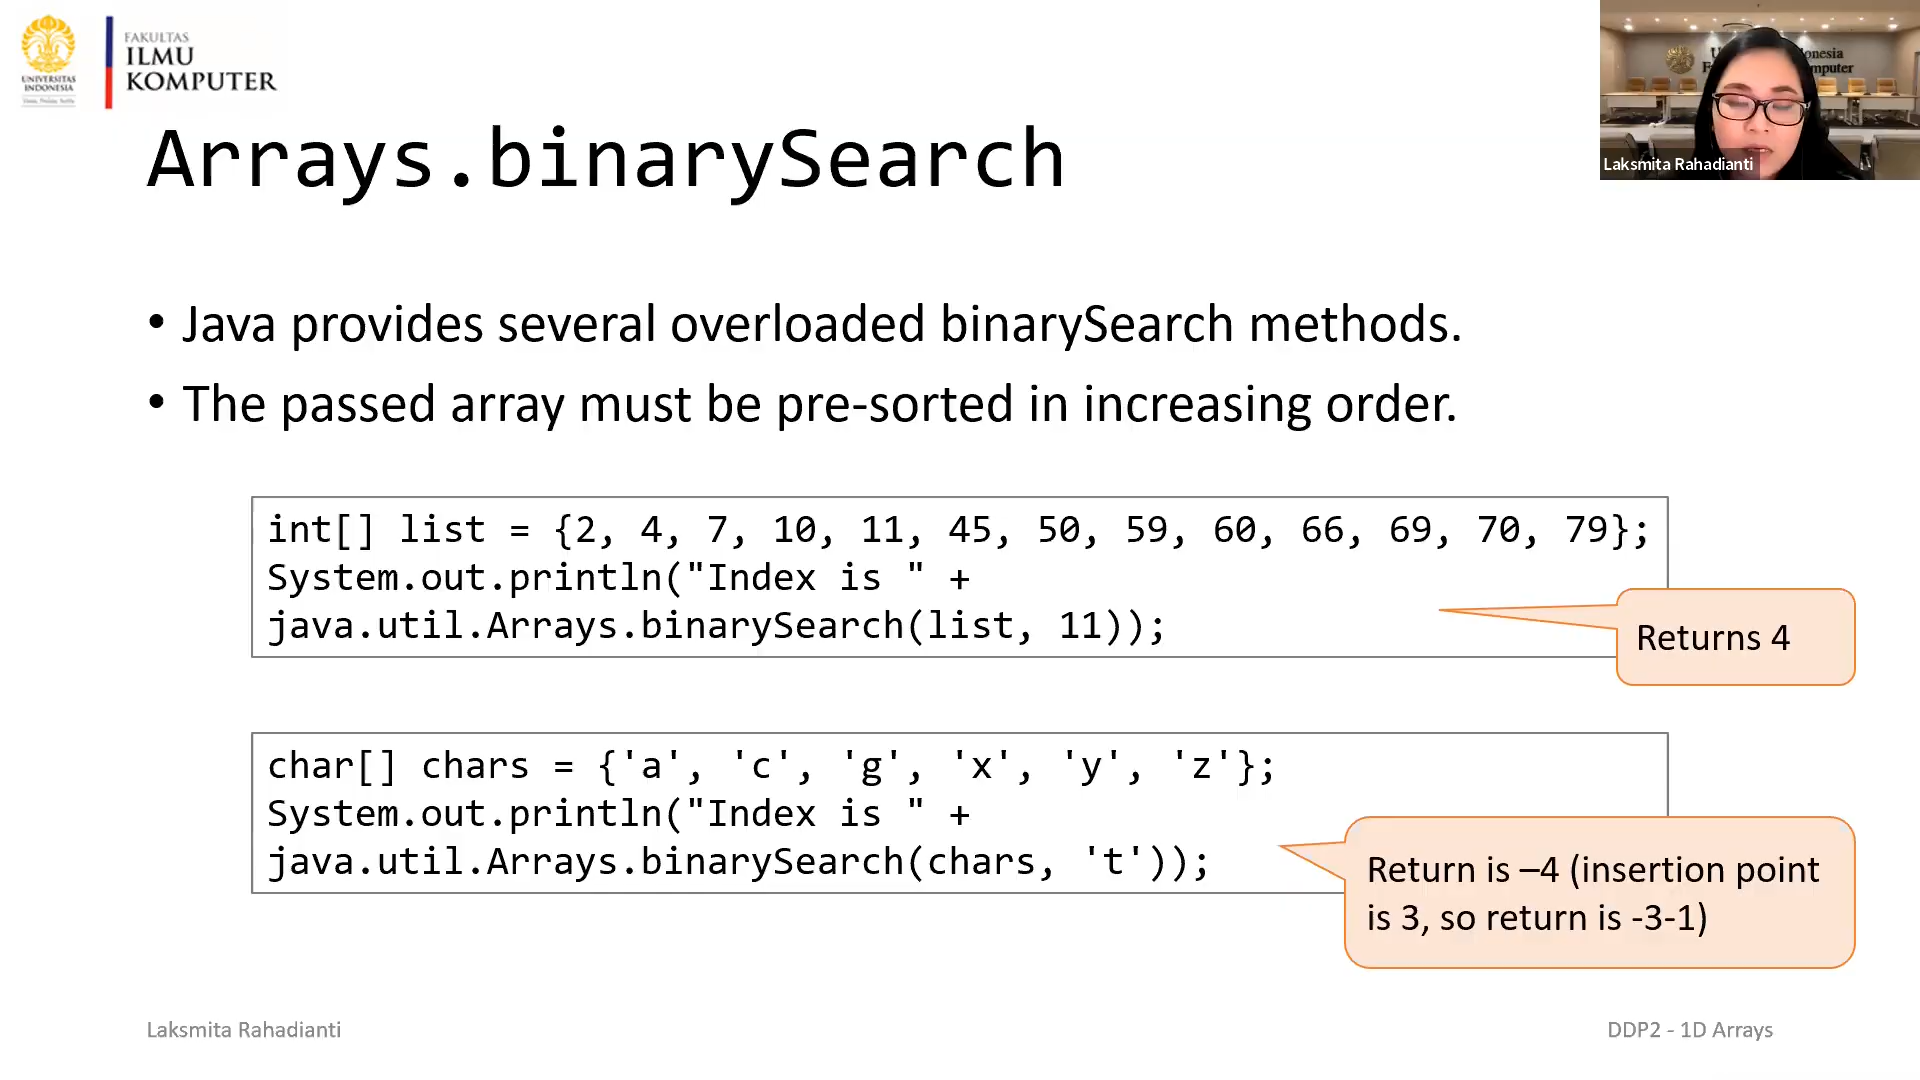 UNIVERSITAS
INDONESIA
FAKULTAS
ILMU
KOMPUTER
Laksmita Rahadianti
Arrays.binarySearch
• Java provides several overloaded binarySearch methods.
• The passed array must be pre-sorted in increasing order.
int[] list = {2, 4, 7, 10, 11, 45, 50, 59, 60, 66, 69, 70, 79};
System.out.println("Index is " +
java.util.Arrays.binarySearch(list, 11));
Returns 4
char[] chars = {'a', 'c', 'g', 'x', 'y', 'z'};
System.out.println("Index is " +
java.util.Arrays.binarySearch(chars, 't'));
Return is –4 (insertion point
is 3, so return is -3-1)
Laksmita Rahadianti
DDP2 - 1D Arrays